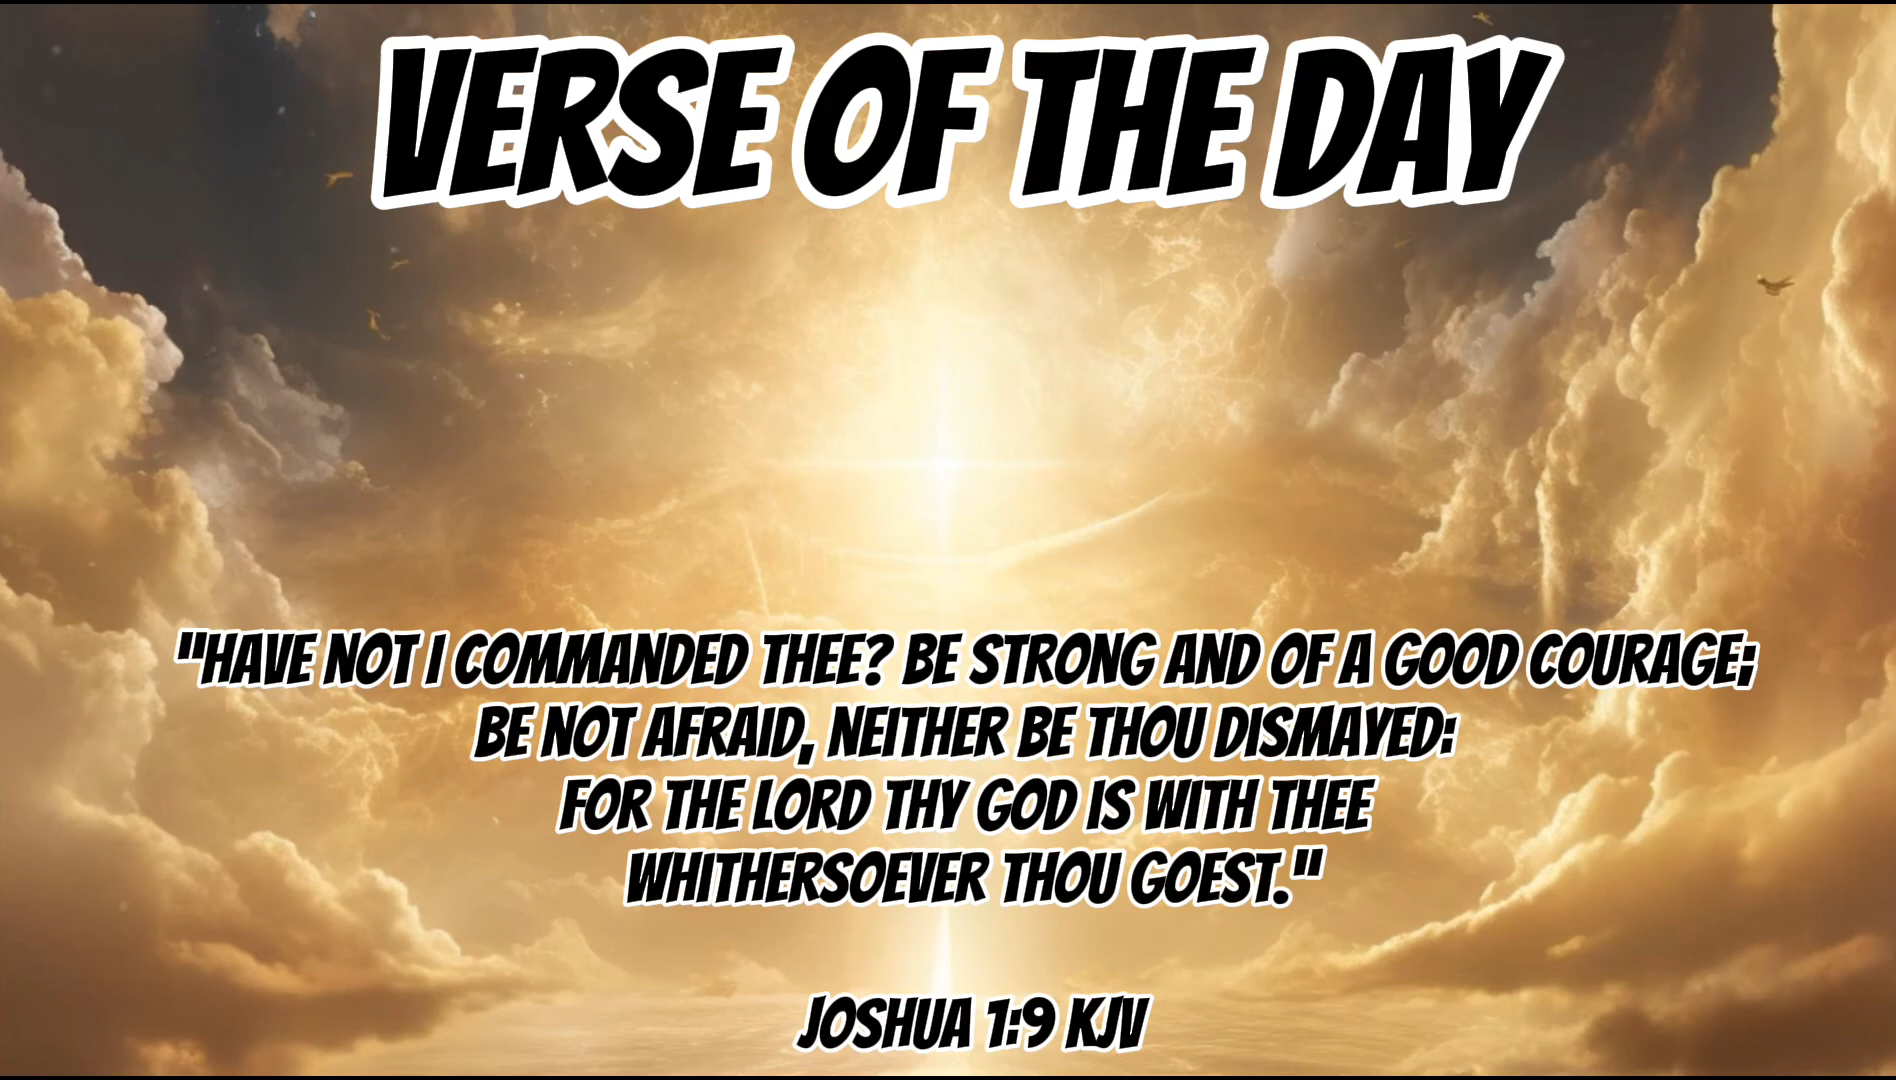 VERSE OF THE DAY
"HAVE NOT I COMMANDED THEE? BE STRONG AND OF A GOOD COURAGE;
BE NOT AFRAID, NEITHER BE THOU DISMAYED:
FOR THE LORD THY GOD IS WITH THEE
WHITHERSOEVER THOU GOEST."
JOSHUA 1:9 KJV